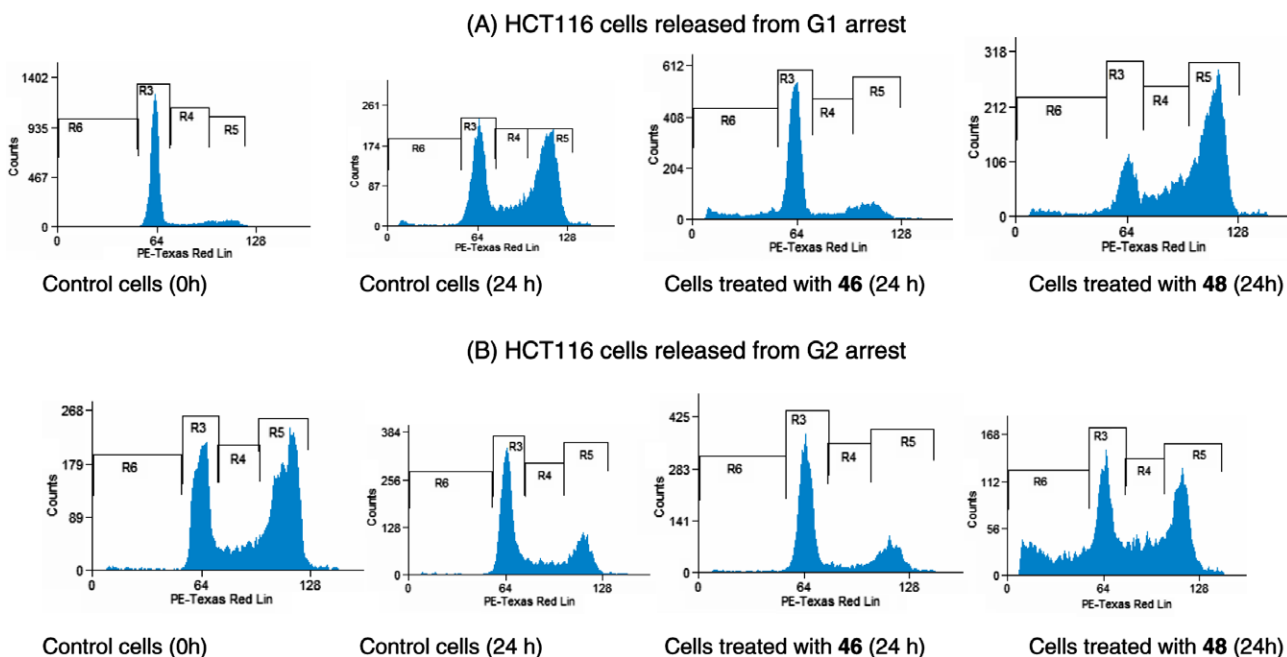 (A) HCT116 cells released from G1 arrest
1402
935
467
0
Counts
R6
R3
R4
R5
0
64
128
PE-Texas Red Lin
Control cells (0h)
261
174
87
0
Counts
R6
R3
R4
R5
0
64
128
PE-Texas Red Lin
Control cells (24 h)
612
408
204
0
Counts
R6
R3
R4
R5
0
64
128
PE-Texas Red Lin
Cells treated with 46 (24 h)
318
212
106
0
Counts
R6
R3
R4
R5
0
64
128
PE-Texas Red Lin
Cells treated with 48 (24h)
(B) HCT116 cells released from G2 arrest
268
179
89
0
Counts
R6
R3
R4
R5
0
64
128
PE-Texas Red Lin
Control cells (0h)
384
256
128
0
Counts
R6
R3
R4
R5
0
64
128
PE-Texas Red Lin
Control cells (24 h)
425
283
141
0
Counts
R6
R3
R4
R5
0
64
128
PE-Texas Red Lin
Cells treated with 46 (24 h)
168
112
56
0
Counts
R6
R3
R4
R5
0
64
128
PE-Texas Red Lin
Cells treated with 48 (24h)